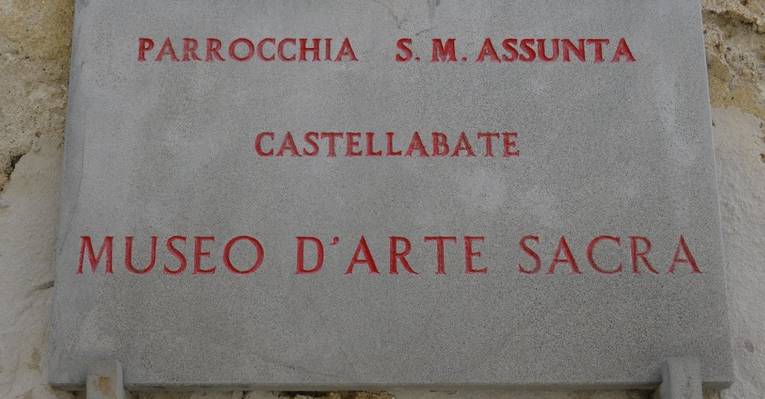 PARROCCHIA S. M. ASSUNTA
CASTELLABATE
MUSEO D'ARTE SACRA